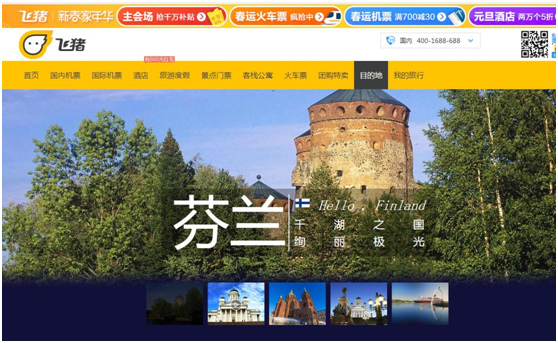 飞猪 新春嘉年华 主会场 抢千万补贴 春运火车票 疯抢中 春运机票 满700减30 元旦酒店 两万个5折
飞猪 国内 400-1688-688
首页 国内机票 国际机票 酒店 旅游度假 景点门票 客栈公寓 火车票 团购特卖 目的地 我的旅行
芬兰
Hello，Finland
千湖之国
绚丽极光